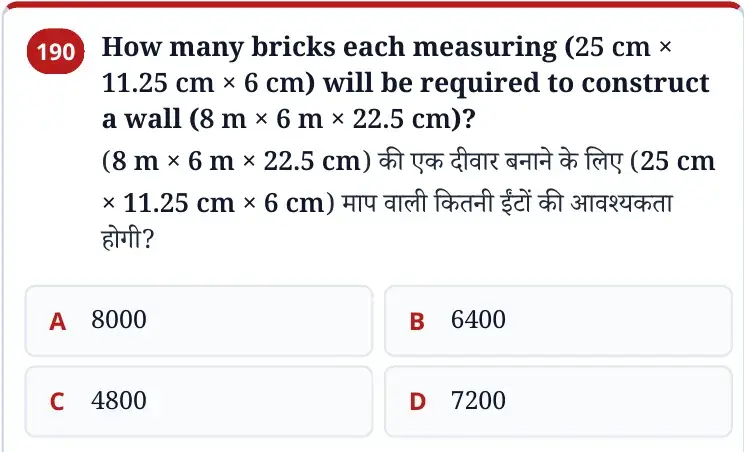 190 How many bricks each measuring (25 cm ×
11.25 cm × 6 cm) will be required to construct
a wall (8 m × 6 m × 22.5 cm)?
(8 m × 6 m × 22.5 cm) की एक दीवार बनाने के लिए (25 cm
× 11.25 cm × 6 cm) माप वाली कितनी ईंटों की आवश्यकता
होगी?
A 8000
B 6400
C 4800
D 7200